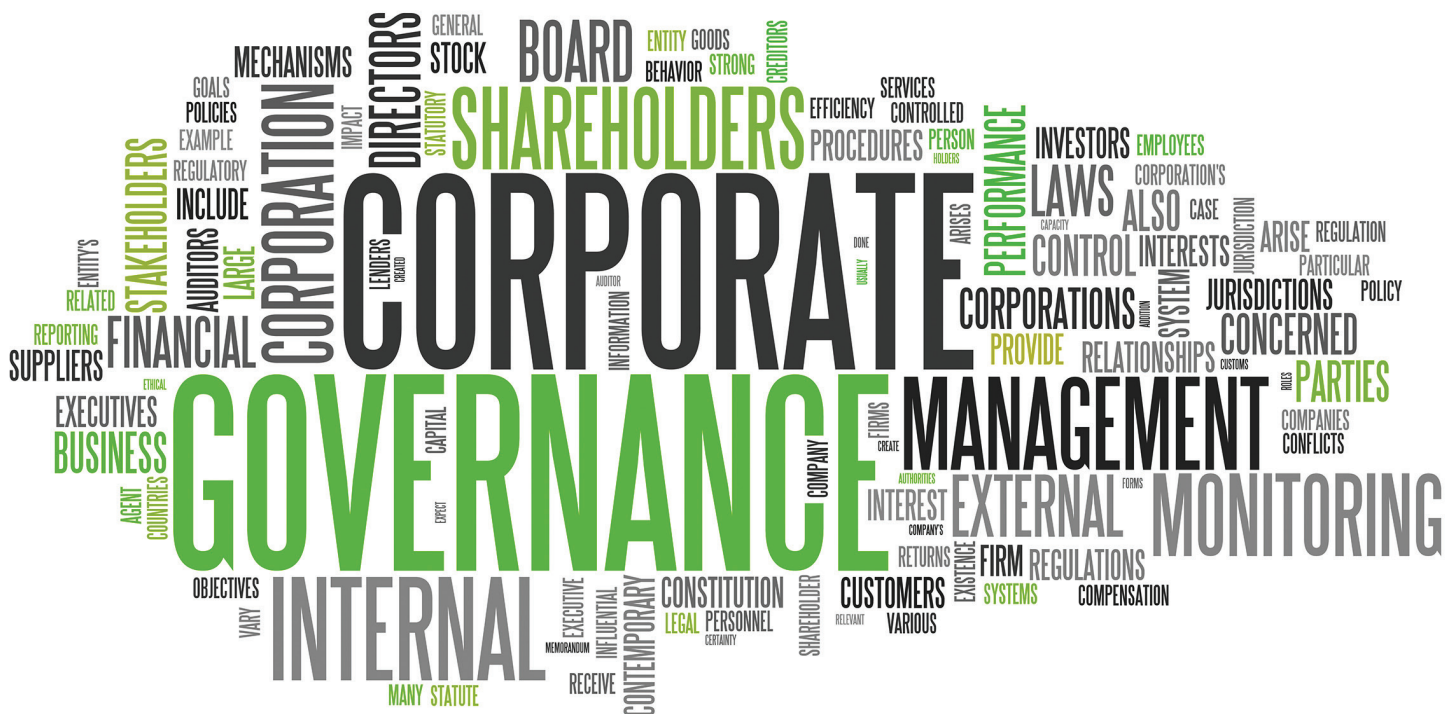 GENERAL
DIRECTORS
STOCK
BOARD
ENTITY
GOODS
BEHAVIOR
STRONG
CREDITORS
MECHANISMS
GOALS
POLICIES
EXAMPLE
REGULATORY
INCLUDE
STAKEHOLDERS
CORPORATION
IMPACT
STATUTORY
SHAREHOLDERS
EFFICIENCY
SERVICES
CONTROLLED
PROCEDURES
PERSON
HOLDERS
PERFORMANCE
INVESTORS
EMPLOYEES
LAWS
CORPORATION'S
ALSO
CASE
CAPACITY
CONTROL
INTERESTS
JURISDICTION
ARISE
REGULATION
PARTICULAR
POLICY
ENTITY'S
RELATED
AUDITORS
LARGE
CORPORATE
LENDERS
CREATED
AUDITOR
INFORMATION
DONE
USUALLY
ARISES
CORPORATIONS
ADDITION
SYSTEM
JURISDICTIONS
CONCERNED
PROVIDE
RELATIONSHIPS
CUSTOMS
REPORTING
SUPPLIERS
FINANCIAL
ETHICAL
EXECUTIVES
BUSINESS
AGENT
COUNTRIES
GOVERNANCE
CAPITAL
EXPECT
COMPANY
FIRMS
CREATE
MANAGEMENT
ROLES
PARTIES
COMPANIES
CONFLICTS
AUTHORITIES
INTEREST
COMPANY'S
EXTERNAL
FORMS
MONITORING
RETURNS
EXISTENCE
FIRM
REGULATIONS
SYSTEMS
COMPENSATION
OBJECTIVES
VARY
INTERNAL
MEMORANDUM
EXECUTIVE
INFLUENTIAL
CONTEMPORARY
CONSTITUTION
LEGAL
PERSONNEL
CERTAINTY
SHAREHOLDER
CUSTOMERS
RELEVANT
VARIOUS
RECEIVE
MANY
STATUTE